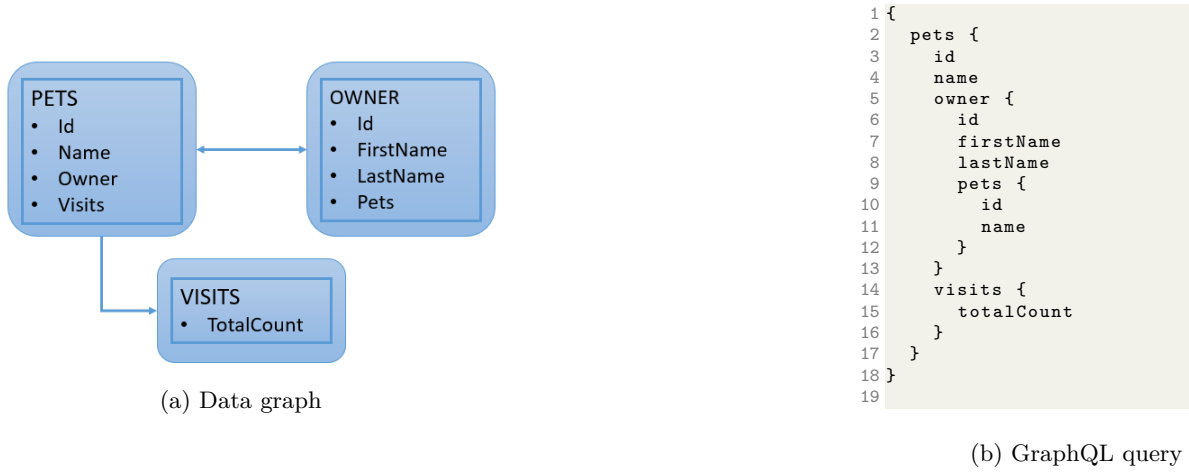 PETS
• Id
• Name
• Owner
• Visits
OWNER
• Id
• FirstName
• LastName
• Pets
VISITS
• TotalCount
(a) Data graph
1 {
2   pets {
3     id
4     name
5     owner {
6       id
7       firstName
8       lastName
9       pets {
10         id
11         name
12       }
13     }
14     visits {
15       totalCount
16     }
17   }
18 }
19
(b) GraphQL query